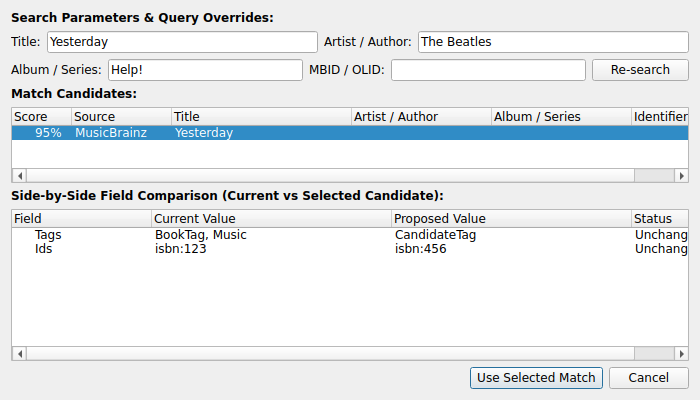 Search Parameters & Query Overrides:
Title: Yesterday Artist / Author: The Beatles
Album / Series: Help! MBID / OLID: Re-search
Match Candidates:
Score Source Title Artist / Author Album / Series Identifier
95% MusicBrainz Yesterday
Side-by-Side Field Comparison (Current vs Selected Candidate):
Field Current Value Proposed Value Status
Tags BookTag, Music CandidateTag Unchang
Ids isbn:123 isbn:456 Unchang
Use Selected Match Cancel